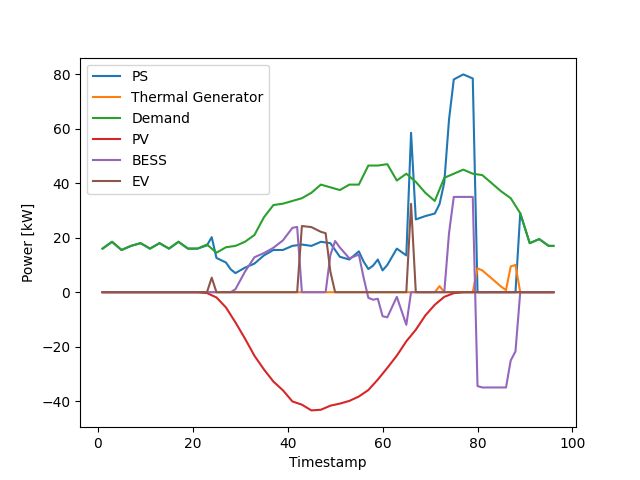 PS
Thermal Generator
Demand
PV
BESS
EV
Power [kW]
80
60
40
20
0
−20
−40
0 20 40 60 80 100
Timestamp